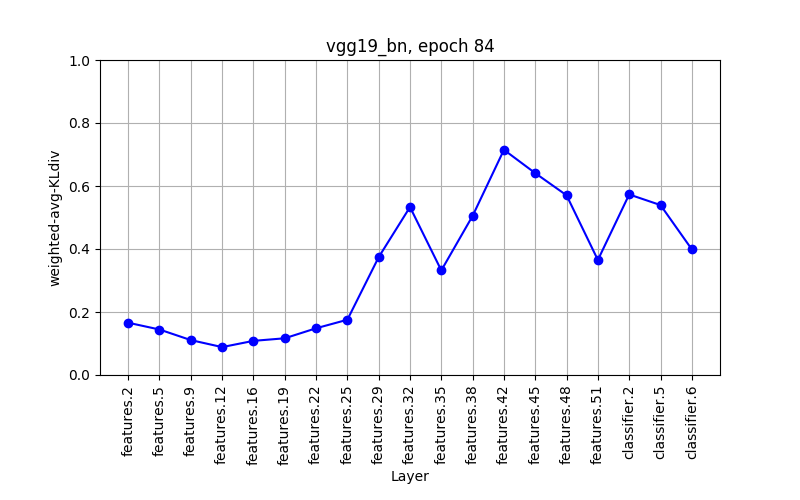 vgg19_bn, epoch 84
weighted-avg-KLdiv
1.0
0.8
0.6
0.4
0.2
0.0
features.2
features.5
features.9
features.12
features.16
features.19
features.22
features.25
features.29
features.32
features.35
features.38
features.42
features.45
features.48
features.51
classifier.2
classifier.5
classifier.6
Layer